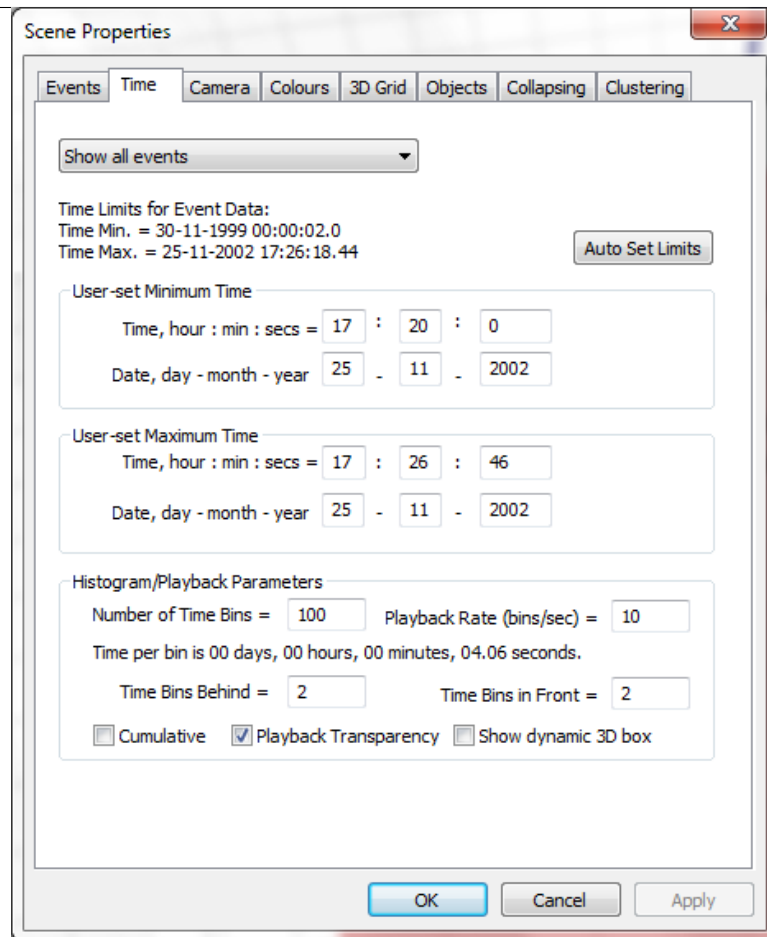 Scene Properties
X
Events Time Camera Colours 3D Grid Objects Collapsing Clustering
Show all events
Time Limits for Event Data:
Time Min. = 30-11-1999 00:00:02.0
Time Max. = 25-11-2002 17:26:18.44
Auto Set Limits
User-set Minimum Time
Time, hour : min : secs = 17 : 20 : 0
Date, day - month - year 25 - 11 - 2002
User-set Maximum Time
Time, hour : min : secs = 17 : 26 : 46
Date, day - month - year 25 - 11 - 2002
Histogram/Playback Parameters
Number of Time Bins = 100 Playback Rate (bins/sec) = 10
Time per bin is 00 days, 00 hours, 00 minutes, 04.06 seconds.
Time Bins Behind = 2 Time Bins in Front = 2
Cumulative Playback Transparency Show dynamic 3D box
OK Cancel Apply